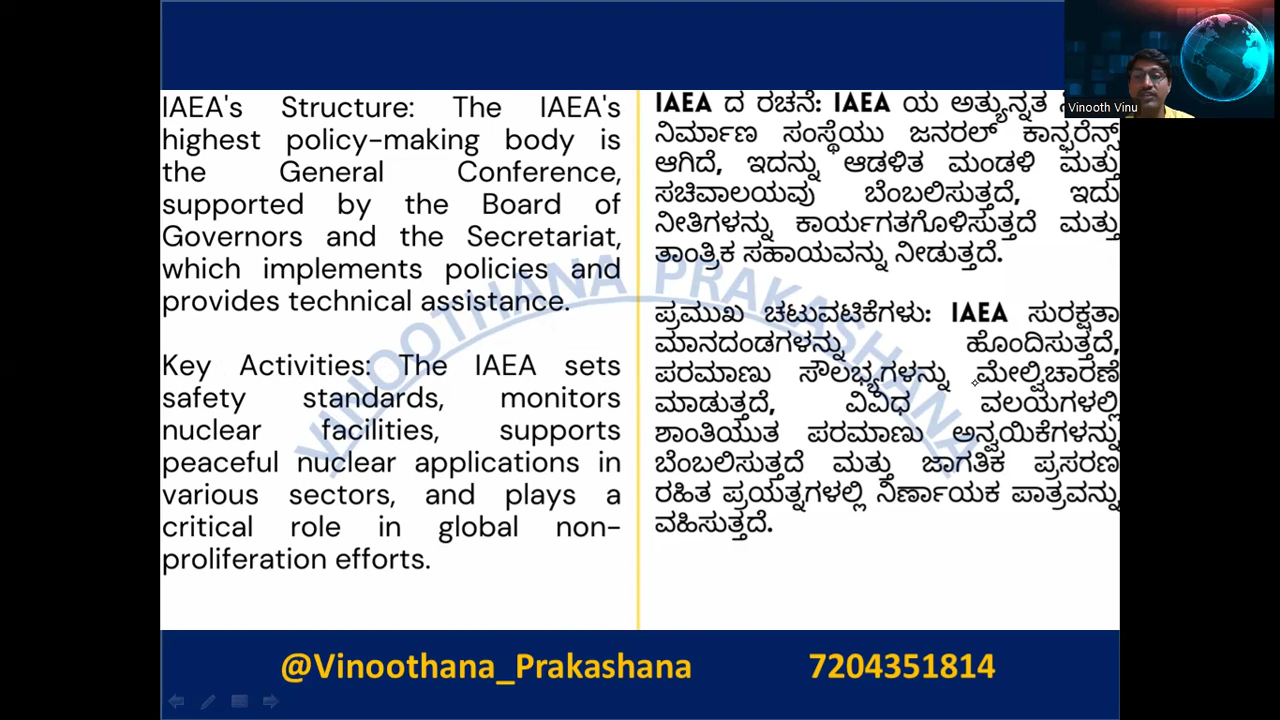 IAEA's Structure: The IAEA's
highest policy-making body is
the General Conference,
supported by the Board of
Governors and the Secretariat,
which implements policies and
provides technical assistance.
Key Activities: The IAEA sets
safety standards, monitors
nuclear facilities, supports
peaceful nuclear applications in
various sectors, and plays a
critical role in global non-
proliferation efforts.
IAEA ದ ರಚನೆ: IAEA ಯ ಅತ್ಯುನ್ನತ
ನಿರ್ಮಾಣ ಸಂಸ್ಥೆಯು ಜನರಲ್ ಕಾನ್ಫರೆನ್ಸ್
ಆಗಿದೆ, ಇದನ್ನು ಆಡಳಿತ ಮಂಡಳಿ ಮತ್ತು
ಸಚಿವಾಲಯವು ಬೆಂಬಲಿಸುತ್ತದೆ, ಇದು
ನೀತಿಗಳನ್ನು ಕಾರ್ಯಗತಗೊಳಿಸುತ್ತದೆ ಮತ್ತು
ತಾಂತ್ರಿಕ ಸಹಾಯವನ್ನು ನೀಡುತ್ತದೆ.
ಪ್ರಮುಖ ಚಟುವಟಿಕೆಗಳು: IAEA ಸುರಕ್ಷತಾ
ಮಾನದಂಡಗಳನ್ನು ಹೊಂದಿಸುತ್ತದೆ,
ಪರಮಾಣು ಸೌಲಭ್ಯಗಳನ್ನು ಮೇಲ್ವಿಚಾರಣೆ
ಮಾಡುತ್ತದೆ, ವಿವಿಧ ವಲಯಗಳಲ್ಲಿ
ಶಾಂತಿಯುತ ಪರಮಾಣು ಅನ್ವಯಿಕೆಗಳನ್ನು
ಬೆಂಬಲಿಸುತ್ತದೆ ಮತ್ತು ಜಾಗತಿಕ ಪ್ರಸರಣ
ರಹಿತ ಪ್ರಯತ್ನಗಳಲ್ಲಿ ನಿರ್ಣಾಯಕ ಪಾತ್ರವನ್ನು
ವಹಿಸುತ್ತದೆ.
VINOOTHANA PRAKASHANA
Vinooth Vinu
@Vinoothana_Prakashana 7204351814